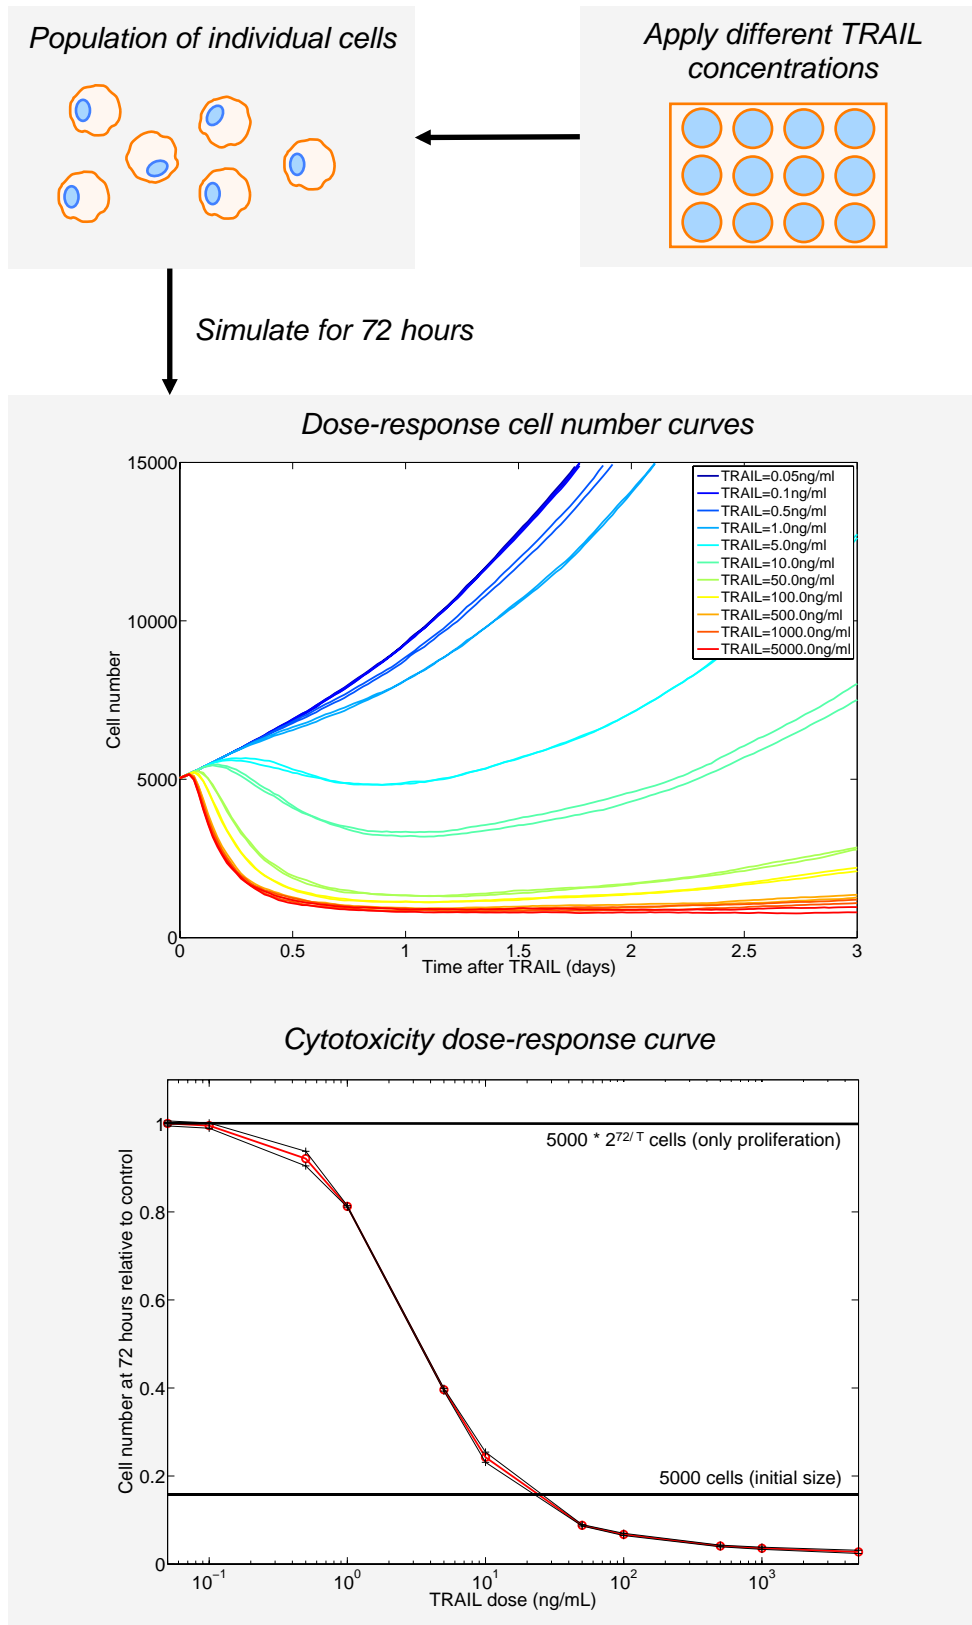 Population of individual cells
Apply different TRAIL
concentrations
Simulate for 72 hours
Dose-response cell number curves
15000
10000
5000
0
Cell number
0
0.5
1
1.5
2
2.5
3
Time after TRAIL (days)
TRAIL=0.05ng/ml
TRAIL=0.1ng/ml
TRAIL=0.5ng/ml
TRAIL=1.0ng/ml
TRAIL=5.0ng/ml
TRAIL=10.0ng/ml
TRAIL=50.0ng/ml
TRAIL=100.0ng/ml
TRAIL=500.0ng/ml
TRAIL=1000.0ng/ml
TRAIL=5000.0ng/ml
Cytotoxicity dose-response curve
1
0.8
0.6
0.4
0.2
0
Cell number at 72 hours relative to control
5000 * 2^{72/T} cells (only proliferation)
5000 cells (initial size)
10^{−1}
10^{0}
10^{1}
10^{2}
10^{3}
TRAIL dose (ng/mL)